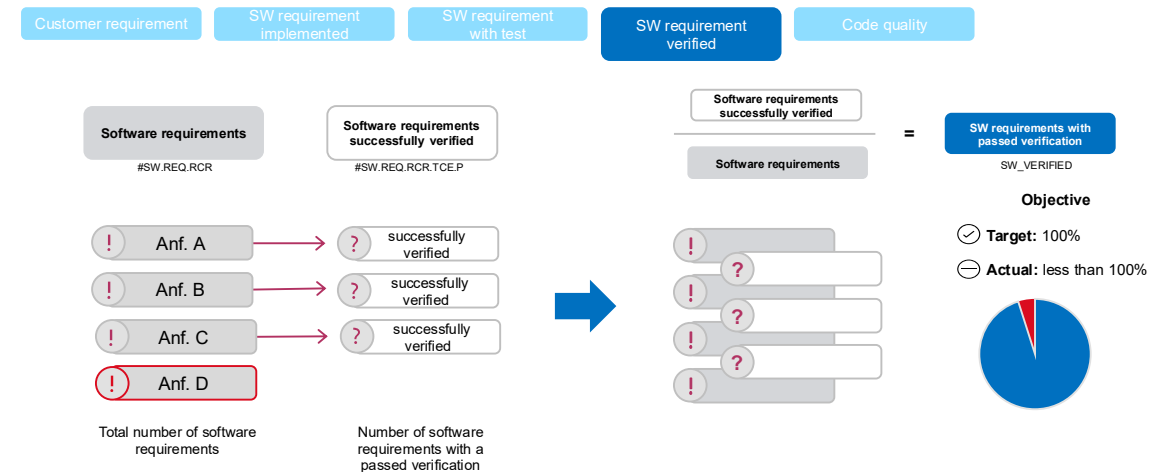 Customer requirement
SW requirement
implemented
SW requirement
with test
SW requirement
verified
Code quality
Software requirements
#SW.REQ.RCR
Software requirements
successfully verified
#SW.REQ.RCR.TCE.P
Software requirements
successfully verified
Software requirements
=
SW requirements with
passed verification
SW_VERIFIED
Objective
Target: 100%
Actual: less than 100%
! Anf. A
? successfully
verified
! Anf. B
? successfully
verified
! Anf. C
? successfully
verified
! Anf. D
!
?
!
?
!
?
!
Total number of software
requirements
Number of software
requirements with a
passed verification